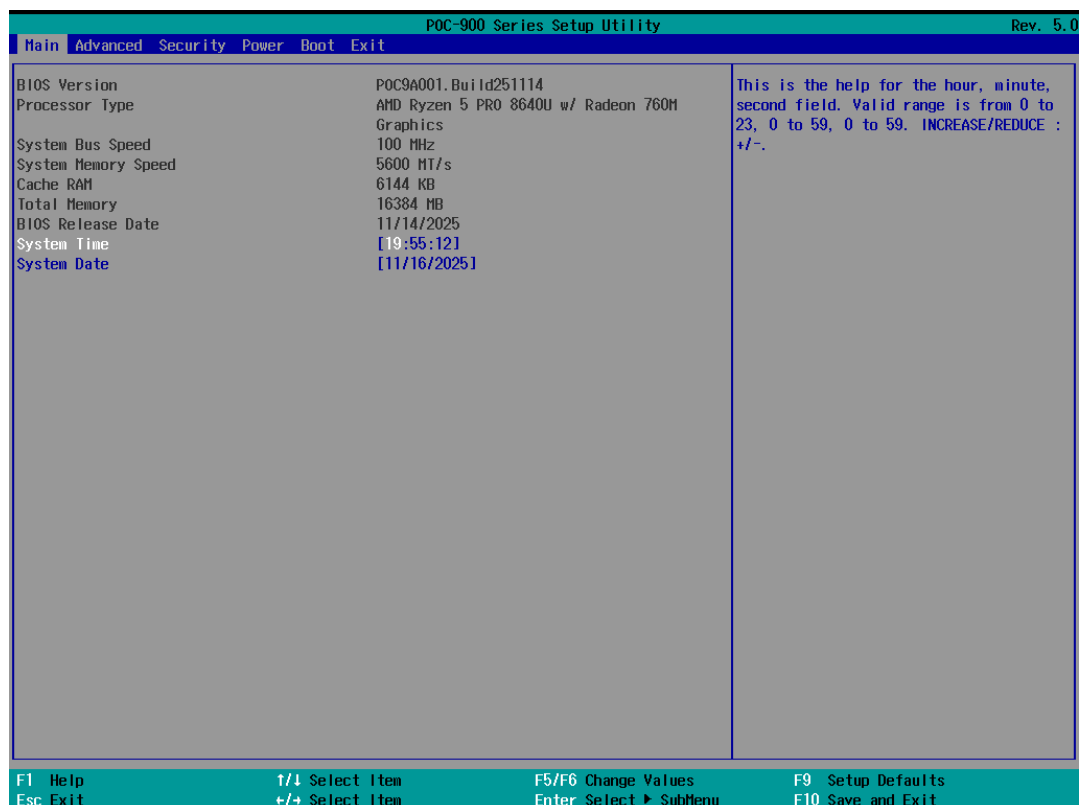 POC-900 Series Setup Utility Rev. 5.0
Main Advanced Security Power Boot Exit
BIOS Version POC9A001.Build251114
Processor Type AMD Ryzen 5 PRO 8640U w/ Radeon 760M
Graphics
System Bus Speed 100 MHz
System Memory Speed 5600 MT/s
Cache RAM 6144 KB
Total Memory 16384 MB
BIOS Release Date 11/14/2025
System Time [19:55:12]
System Date [11/16/2025]
This is the help for the hour, minute,
second field. Valid range is from 0 to
23, 0 to 59, 0 to 59. INCREASE/REDUCE :
+/-.
F1 Help ↑/↓ Select Item F5/F6 Change Values F9 Setup Defaults
Esc Exit ←/→ Select Item Enter Select ▶ SubMenu F10 Save and Exit